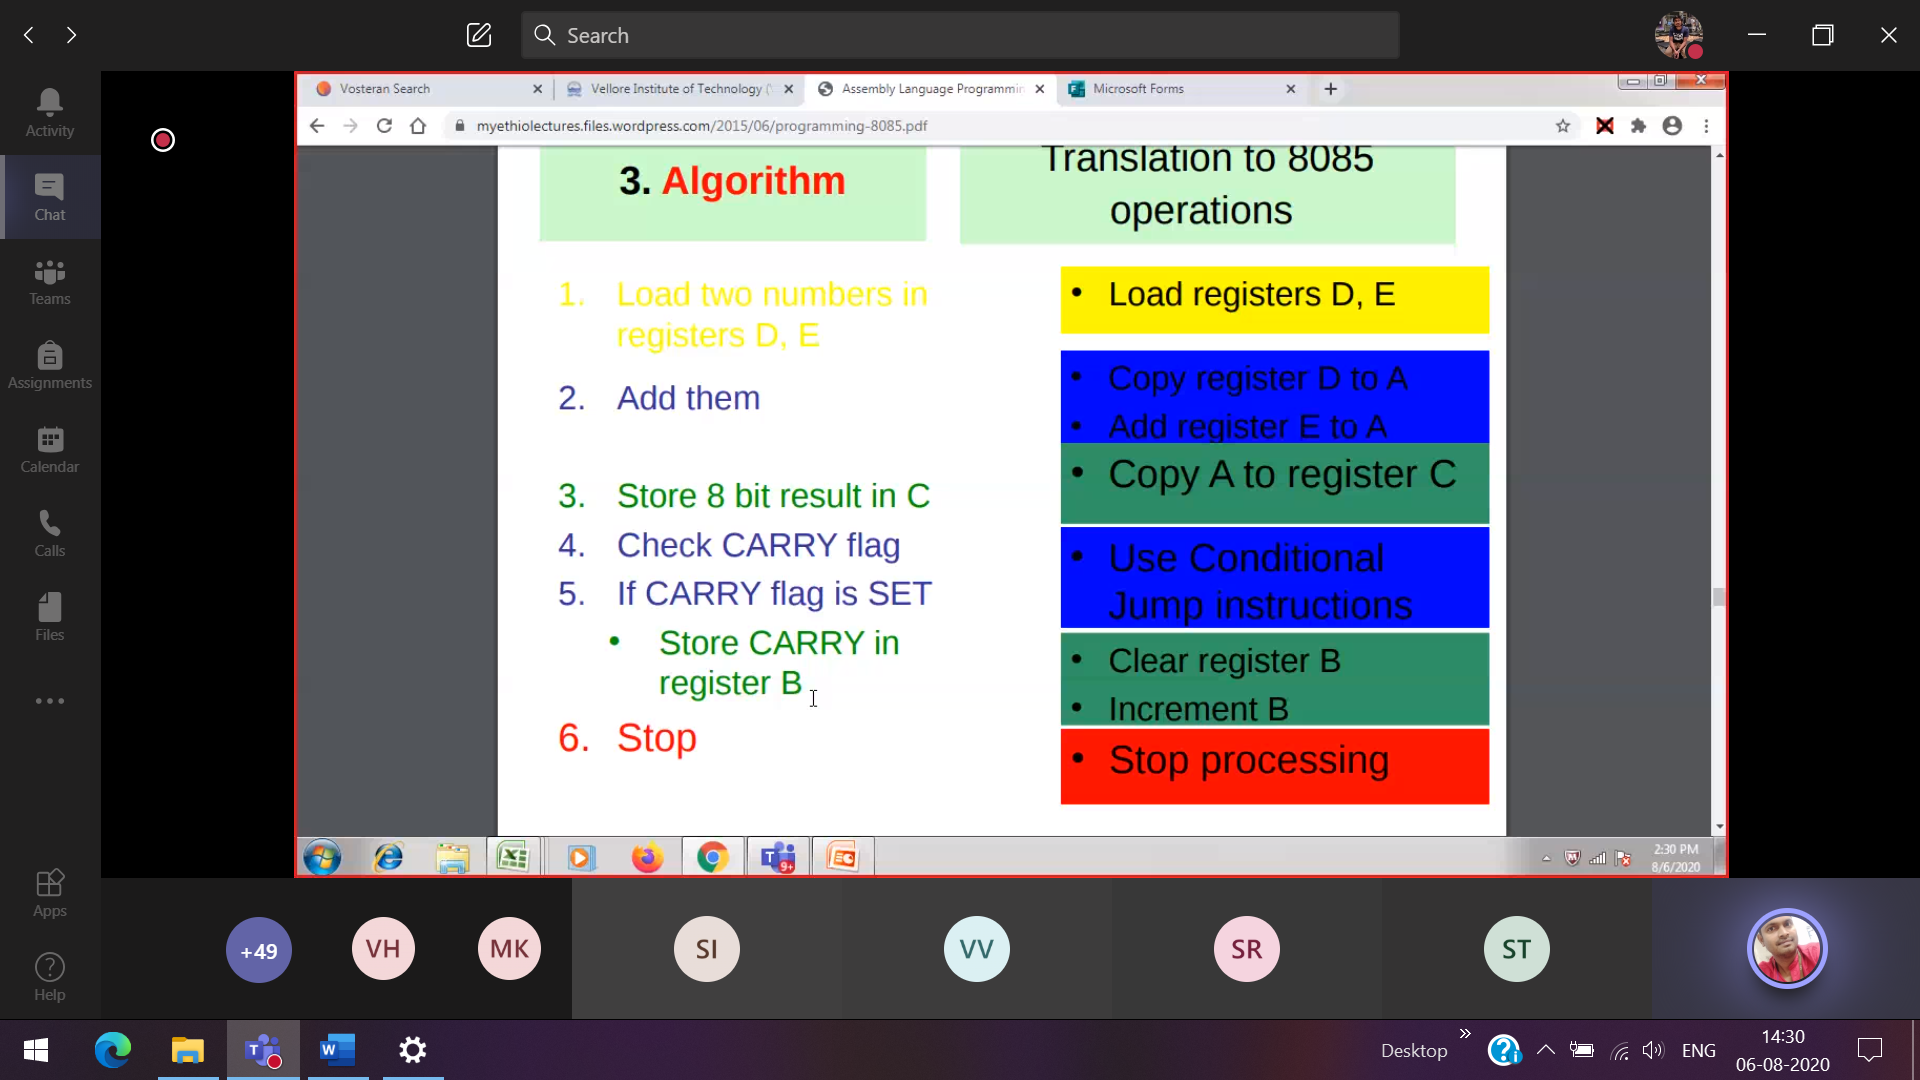 Search
Activity
Chat
Teams
Assignments
Calendar
Calls
Files
Apps
Help
Vosteran Search
Vellore Institute of Technology (
Assembly Language Programmin
Microsoft Forms
myethiolectures.files.wordpress.com/2015/06/programming-8085.pdf
3. Algorithm
Translation to 8085
operations
1. Load two numbers in
registers D, E
2. Add them
3. Store 8 bit result in C
4. Check CARRY flag
5. If CARRY flag is SET
• Store CARRY in
register B
6. Stop
• Load registers D, E
• Copy register D to A
• Add register E to A
• Copy A to register C
• Use Conditional
Jump instructions
• Clear register B
• Increment B
• Stop processing
9+
2:30 PM
8/6/2020
+49
VH
MK
SI
VV
SR
ST
Desktop
ENG
14:30
06-08-2020